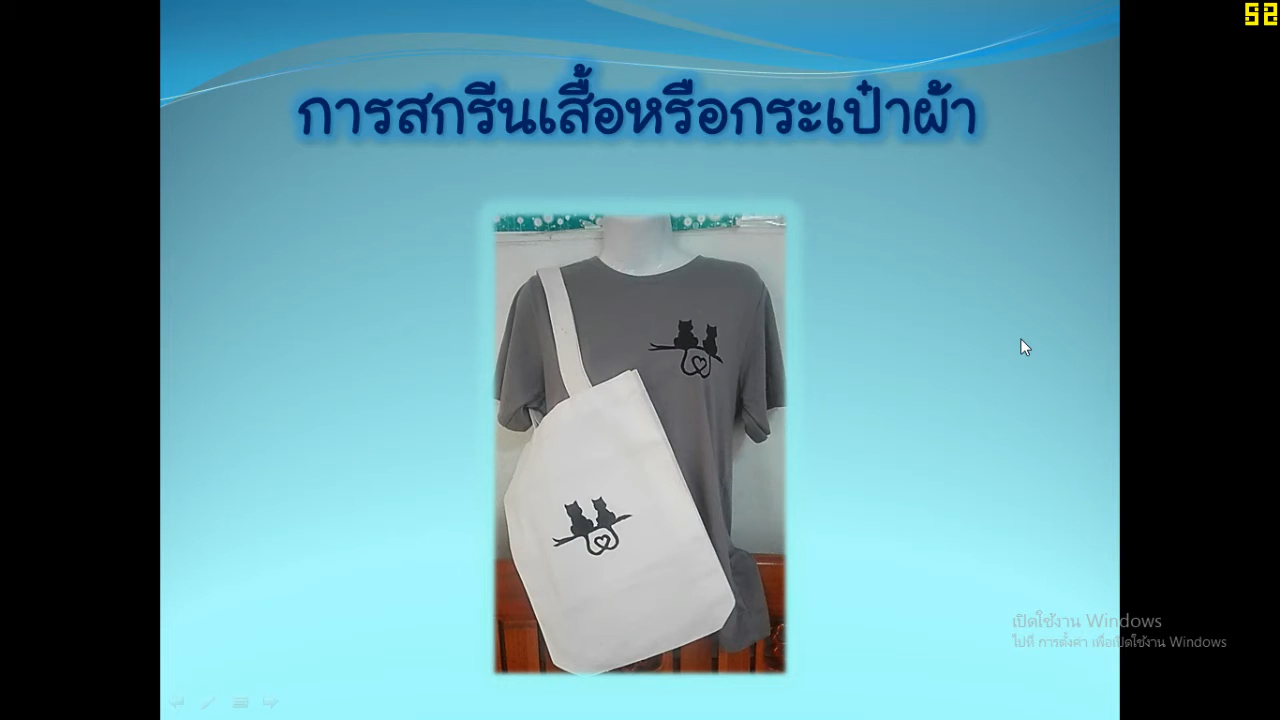 52
การสกรีนเสื้อหรือกระเป๋าผ้า
เปิดใช้งาน Windows
ไปที่ การตั้งค่า เพื่อเปิดใช้งาน Windows